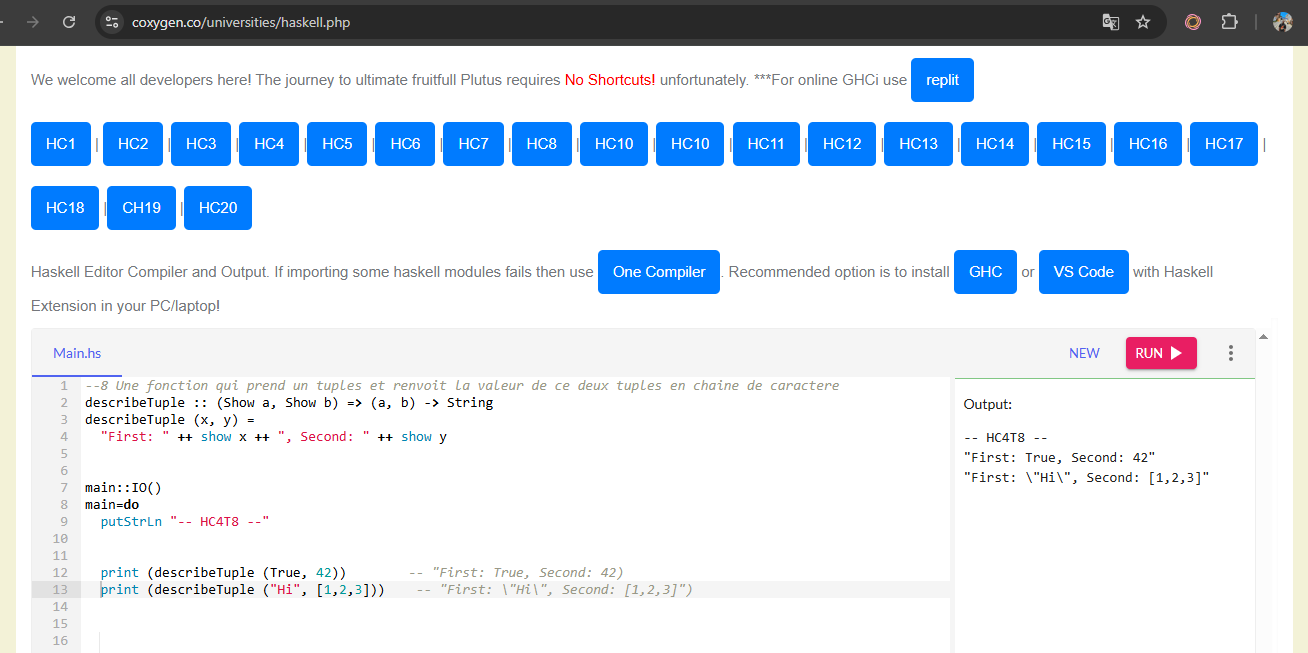 coxygen.co/universities/haskell.php
We welcome all developers here! The journey to ultimate fruitfull Plutus requires No Shortcuts! unfortunately. ***For online GHCi use replit
HC1 | HC2 | HC3 | HC4 | HC5 | HC6 | HC7 | HC8 | HC10 | HC10 | HC11 | HC12 | HC13 | HC14 | HC15 | HC16 | HC17 |
HC18 | CH19 | HC20
Haskell Editor Compiler and Output. If importing some haskell modules fails then use One Compiler. Recommended option is to install GHC or VS Code with Haskell
Extension in your PC/laptop!
Main.hs NEW RUN
1 --8 Une fonction qui prend un tuples et renvoit la valeur de ce deux tuples en chaine de caractere
2 describeTuple :: (Show a, Show b) => (a, b) -> String
3 describeTuple (x, y) =
4 "First: " ++ show x ++ ", Second: " ++ show y
5
6
7 main::IO()
8 main=do
9 putStrLn "-- HC4T8 --"
10
11
12 print (describeTuple (True, 42)) -- "First: True, Second: 42)
13 print (describeTuple ("Hi", [1,2,3])) -- "First: \"Hi\", Second: [1,2,3]")
14
15
16
Output:
-- HC4T8 --
"First: True, Second: 42"
"First: \"Hi\", Second: [1,2,3]"